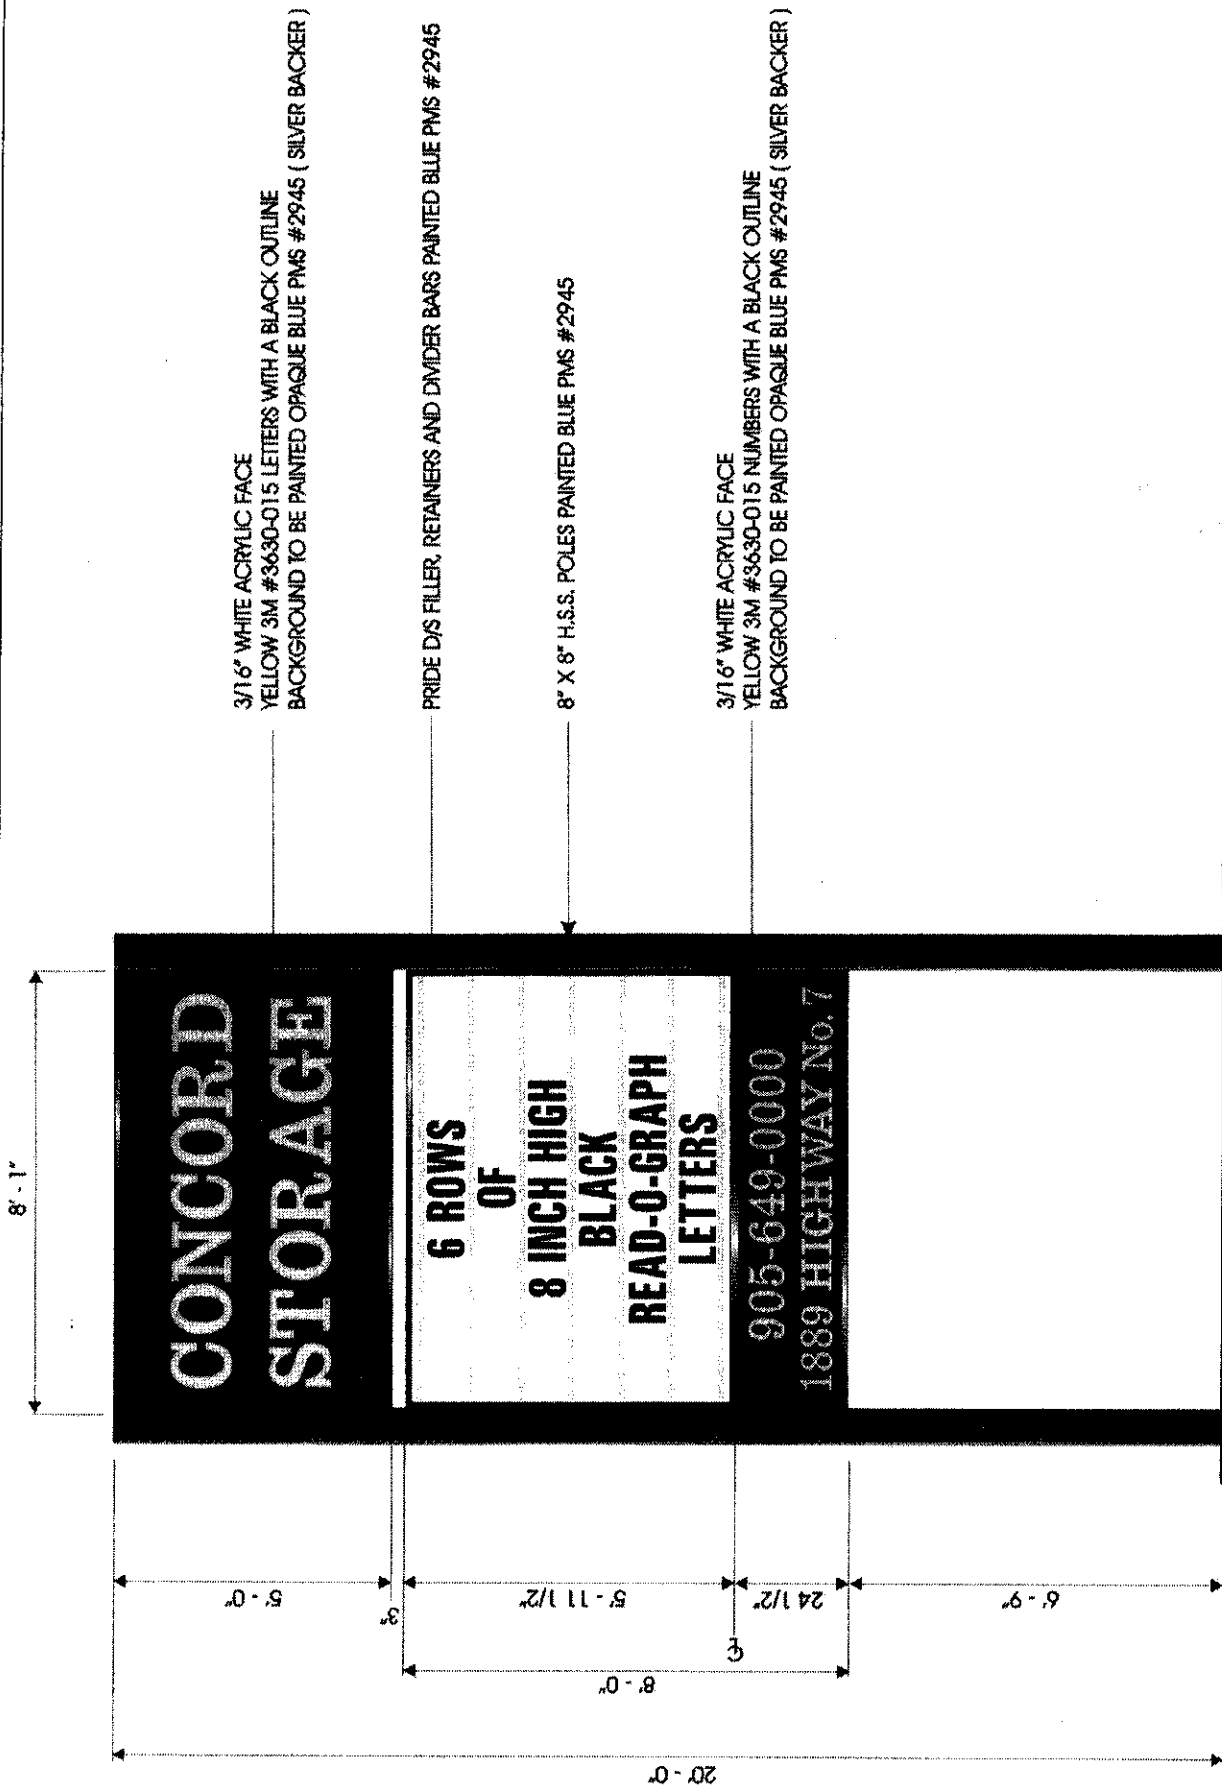 8' - 1"
CONCORD
STORAGE
6 ROWS
OF
8 INCH HIGH
BLACK
READ-O-GRAPH
LETTERS
905-649-0000
1889 HIGHWAY No. 7
3/16" WHITE ACRYLIC FACE
YELLOW 3M #3630-015 LETTERS WITH A BLACK OUTLINE
BACKGROUND TO BE PAINTED OPAQUE BLUE PMS #2945 ( SILVER BACKER )
PRIDE D/S FILLER, RETAINERS AND DIVIDER BARS PAINTED BLUE PMS #2945
8" X 8" H.S.S. POLES PAINTED BLUE PMS #2945
3/16" WHITE ACRYLIC FACE
YELLOW 3M #3630-015 NUMBERS WITH A BLACK OUTLINE
BACKGROUND TO BE PAINTED OPAQUE BLUE PMS #2945 ( SILVER BACKER )
5' - 0"
3"
5' - 11 1/2"
24 1/2"
6' - 9"
℄
8' - 0"
20' - 0"